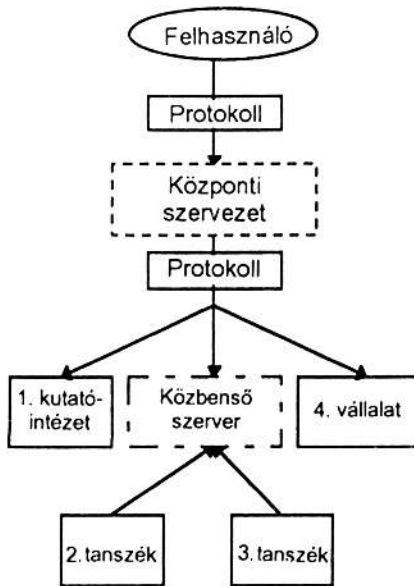 Felhasználó
Protokoll
Központi
szervezet
Protokoll
1. kutató-
intézet
Közbenső
szerver
4. vállalat
2. tanszék
3. tanszék